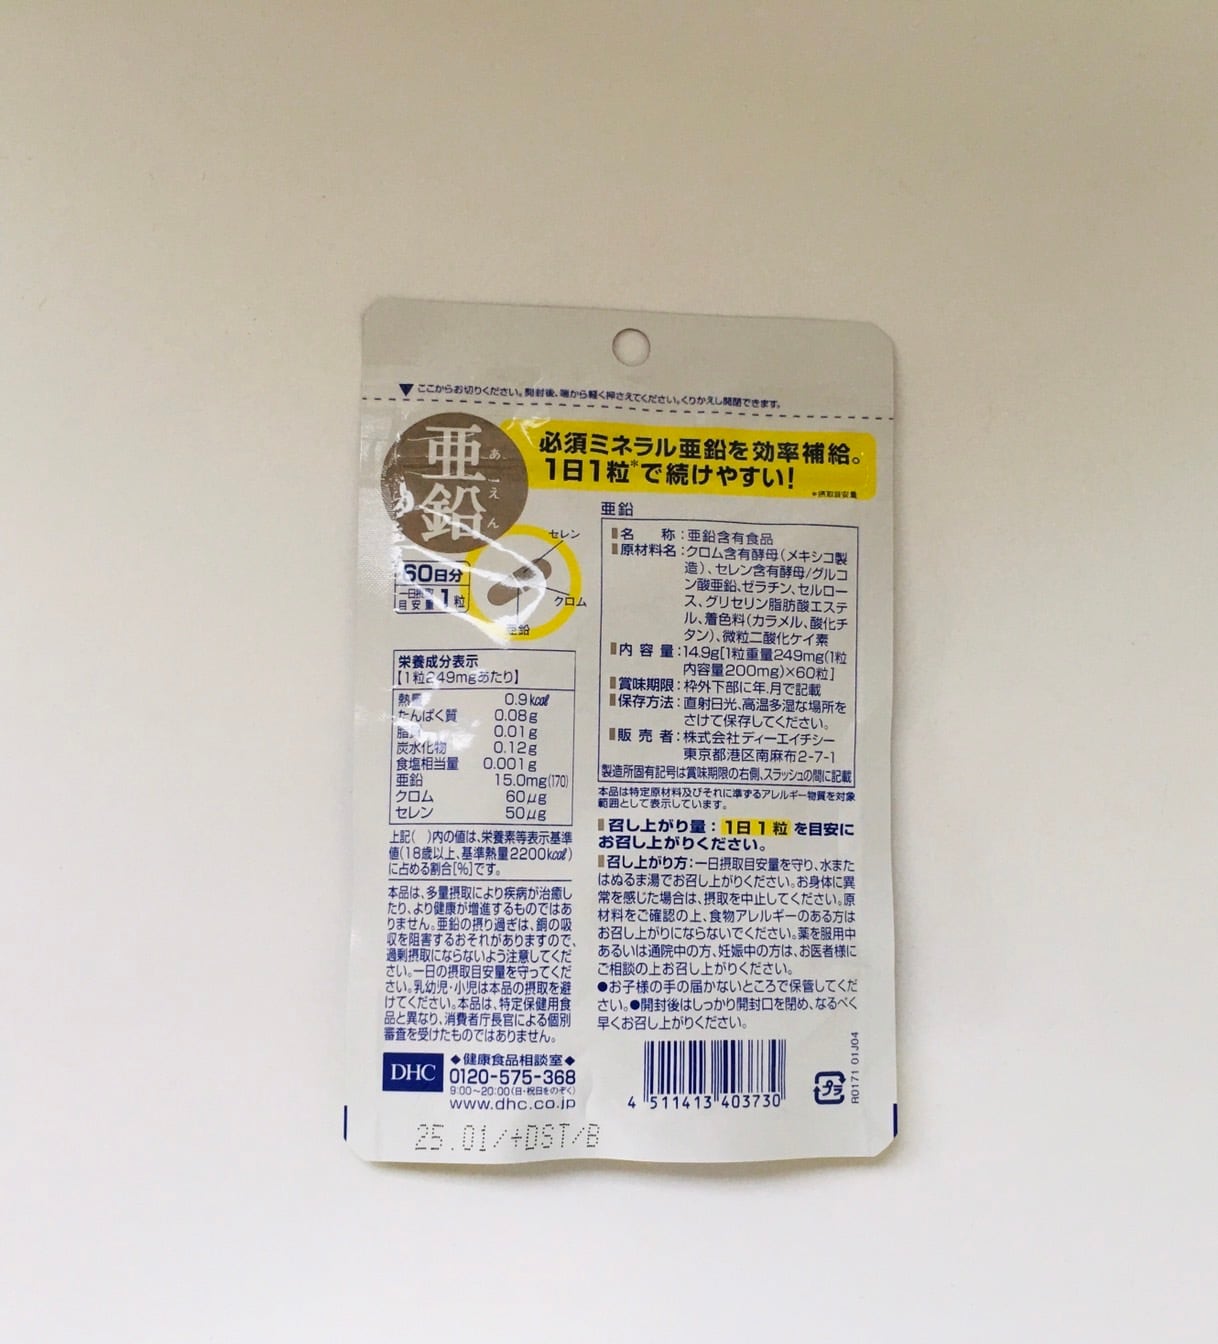 ▼ここからお切りください。開封後、端から軽く押さえてください。くりかえし開閉できます。
亜鉛
あえん
必須ミネラル亜鉛を効率補給。
1日1粒*で続けやすい!
*摂取目安量
セレン
クロム
亜鉛
60日分
一日摂取目安量 1粒
栄養成分表示
[1粒249mgあたり]
熱量 0.9kcal
たんぱく質 0.08g
脂質 0.01g
炭水化物 0.12g
食塩相当量 0.001g
亜鉛 15.0mg(170)
クロム 60μg
セレン 50μg
上記( )内の値は、栄養素等表示基準
値(18歳以上、基準熱量2200kcal)
に占める割合[%]です。
本品は、多量摂取により疾病が治癒し
たり、より健康が増進するものではあ
りません。亜鉛の摂り過ぎは、銅の吸
収を阻害するおそれがありますので、
過剰摂取にならないよう注意してくだ
さい。一日の摂取目安量を守ってくだ
さい。乳幼児・小児は本品の摂取を避
けてください。本品は、特定保健用食
品と異なり、消費者庁長官による個別
審査を受けたものではありません。
DHC
◆健康食品相談室◆
0120-575-368
9:00~20:00(日・祝日をのぞく)
www.dhc.co.jp
亜鉛
名 称:亜鉛含有食品
原材料名:クロム含有酵母(メキシコ製
造)、セレン含有酵母/グルコ
ン酸亜鉛、ゼラチン、セルロー
ス、グリセリン脂肪酸エステ
ル、着色料(カラメル、酸化チ
タン)、微粒二酸化ケイ素
内 容 量:14.9g[1粒重量249mg(1粒
内容量200mg)×60粒]
賞味期限:枠外下部に年.月で記載
保存方法:直射日光、高温多湿な場所を
さけて保存してください。
販 売 者:株式会社ディーエイチシー
東京都港区南麻布2-7-1
製造所固有記号は賞味期限の右側、スラッシュの間に記載
本品は特定原材料及びそれに準ずるアレルギー物質を対象
範囲として表示しています。
召し上がり量:1日1粒を目安に
お召し上がりください。
召し上がり方:一日摂取目安量を守り、水また
はぬるま湯でお召し上がりください。お身体に異
常を感じた場合は、摂取を中止してください。原
材料をご確認の上、食物アレルギーのある方は
お召し上がりにならないでください。薬を服用中
あるいは通院中の方、妊娠中の方は、お医者様に
ご相談の上お召し上がりください。
●お子様の手の届かないところで保管してくだ
さい。●開封後はしっかり開封口を閉め、なるべく
早くお召し上がりください。
4 511413 403730
プラ
R0171 01J04
25.01/+DST/B